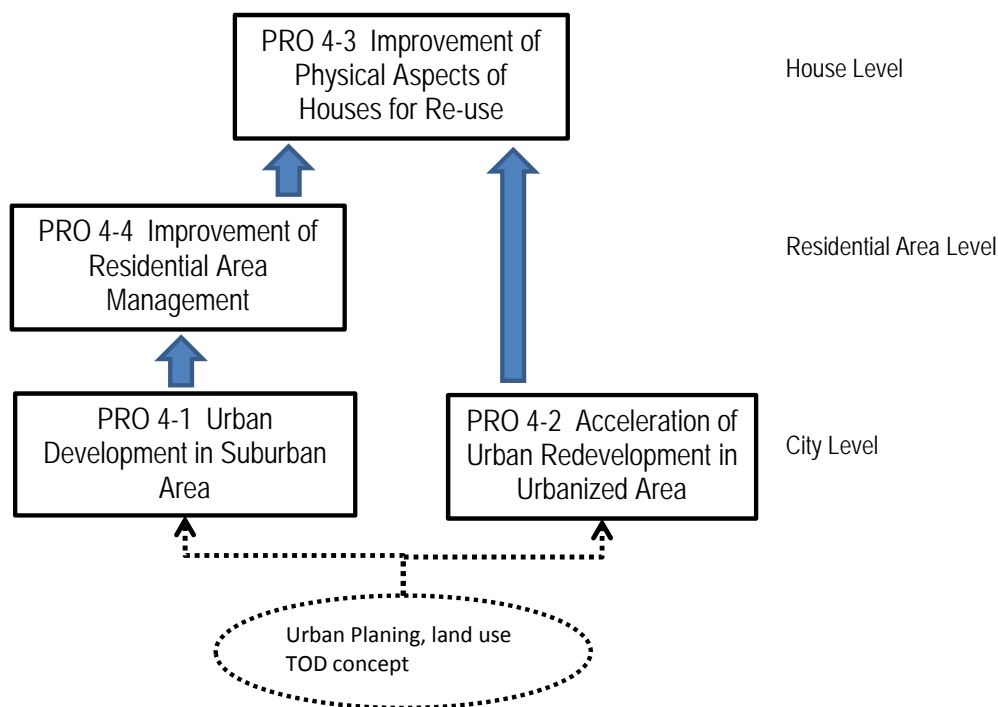 PRO 4-3 Improvement of
Physical Aspects of
Houses for Re-use
House Level
PRO 4-4 Improvement of
Residential Area
Management
Residential Area Level
PRO 4-1 Urban
Development in Suburban
Area
PRO 4-2 Acceleration of
Urban Redevelopment in
Urbanized Area
City Level
Urban Planing, land use
TOD concept